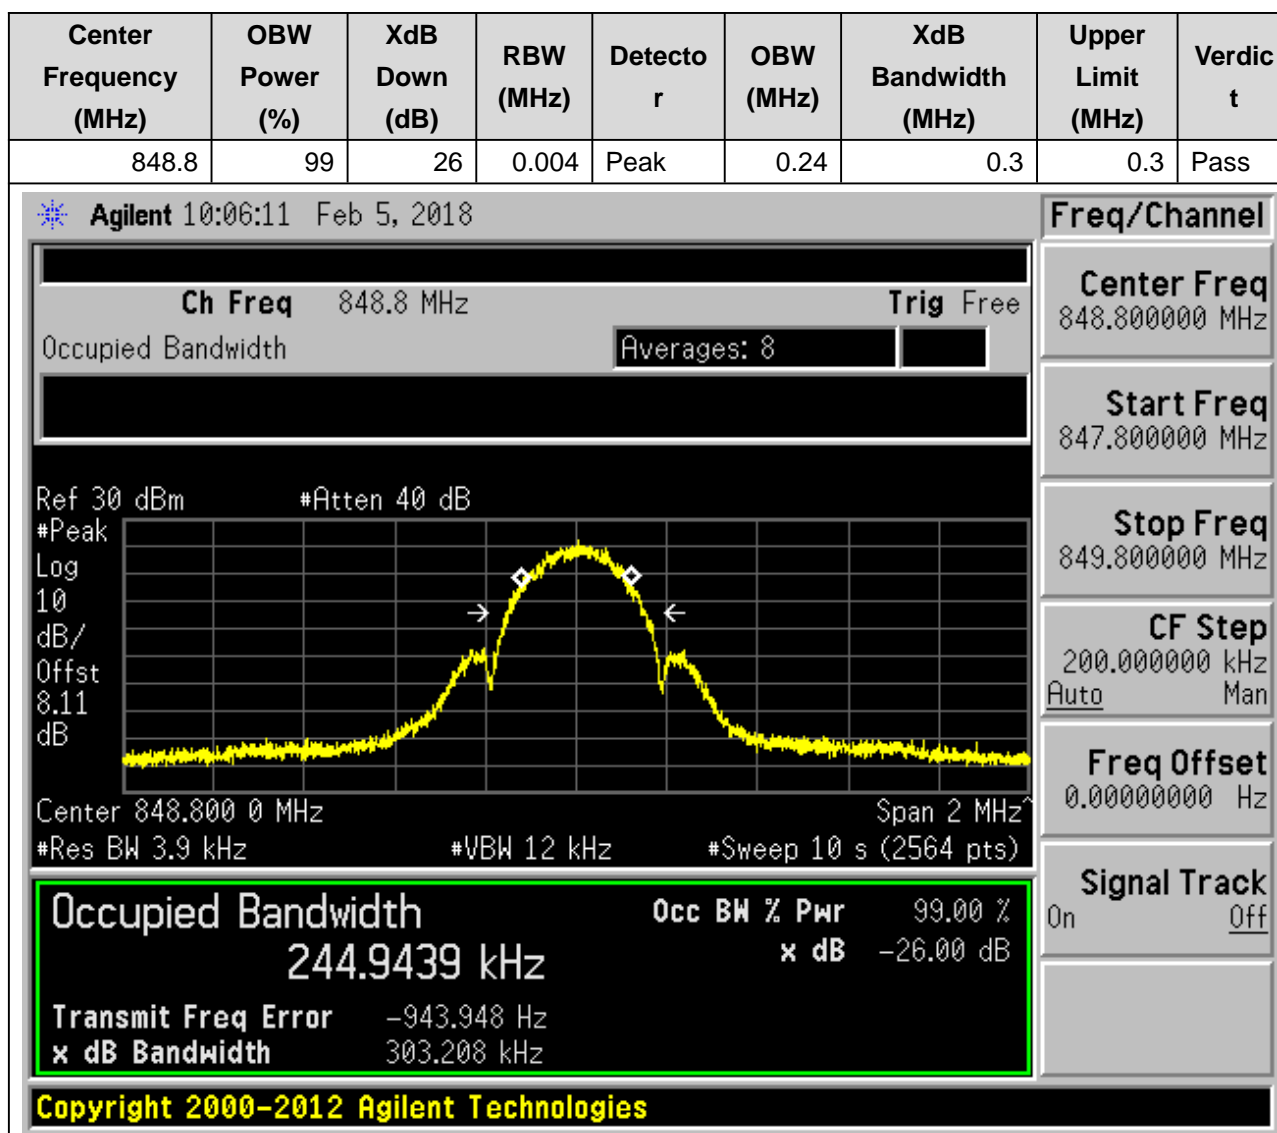 Center Frequency (MHz) OBW Power (%) XdB Down (dB) RBW (MHz) Detecto r OBW (MHz) XdB Bandwidth (MHz) Upper Limit (MHz) Verdic t
848.8 99 26 0.004 Peak 0.24 0.3 0.3 Pass
Agilent 10:06:11 Feb 5, 2018
Ch Freq 848.8 MHz Trig Free
Occupied Bandwidth Averages: 8
Ref 30 dBm #Atten 40 dB
#Peak
Log
10
dB/
Offst
8.11
dB
Center 848.800 0 MHz Span 2 MHz^
#Res BW 3.9 kHz #VBW 12 kHz #Sweep 10 s (2564 pts)
Occupied Bandwidth Occ BW % Pwr 99.00 %
244.9439 kHz x dB -26.00 dB
Transmit Freq Error -943.948 Hz
x dB Bandwidth 303.208 kHz
Copyright 2000-2012 Agilent Technologies
Freq/Channel
Center Freq
848.800000 MHz
Start Freq
847.800000 MHz
Stop Freq
849.800000 MHz
CF Step
200.000000 kHz
Auto Man
Freq Offset
0.00000000 Hz
Signal Track
On Off